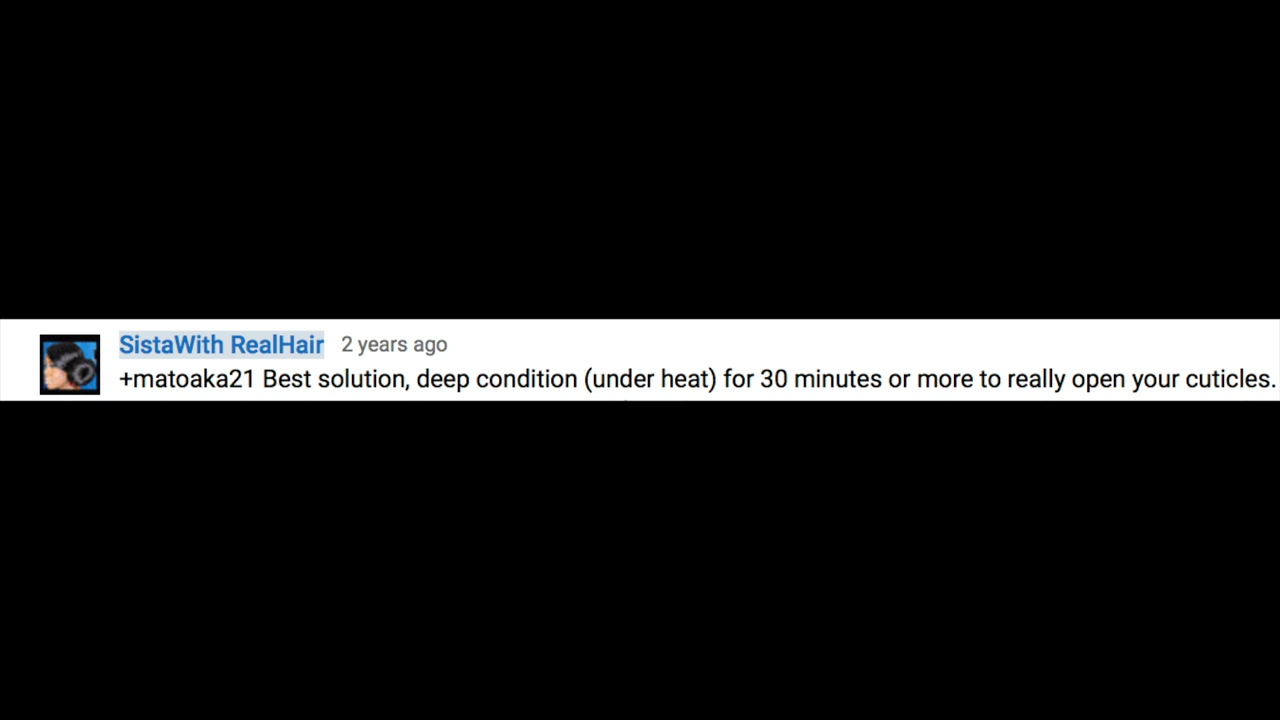 SistaWith RealHair 2 years ago
+matoaka21 Best solution, deep condition (under heat) for 30 minutes or more to really open your cuticles.